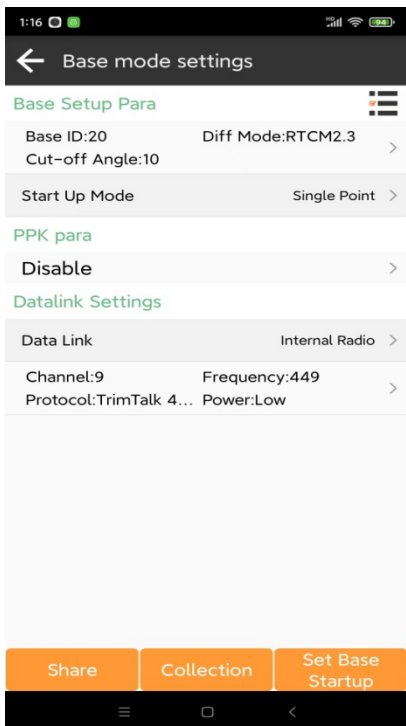 1:16 HD 94
Base mode settings
Base Setup Para
Base ID:20 Diff Mode:RTCM2.3
Cut-off Angle:10
Start Up Mode Single Point
PPK para
Disable
Datalink Settings
Data Link Internal Radio
Channel:9 Frequency:449
Protocol:TrimTalk 4... Power:Low
Share Collection Set Base
Startup